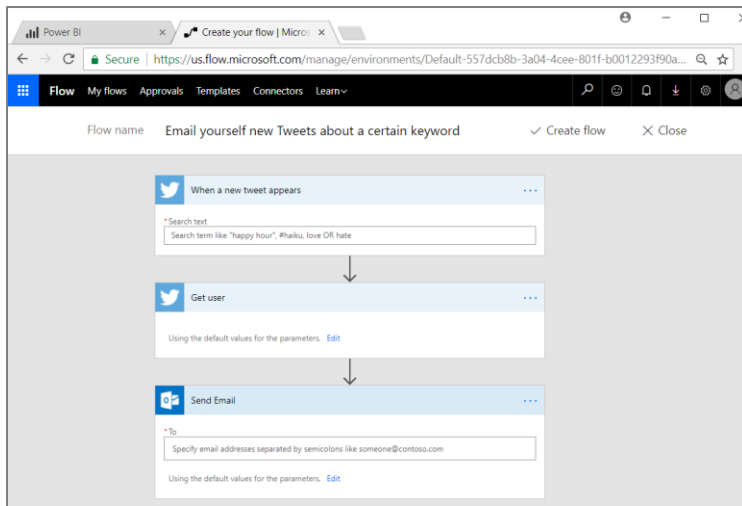 Power BI
Create your flow | Micros
Secure | https://us.flow.microsoft.com/manage/environments/Default-557dcb8b-3a04-4cee-801f-b0012293f90a...
Flow My flows Approvals Templates Connectors Learn
Flow name Email yourself new Tweets about a certain keyword Create flow Close
When a new tweet appears
* Search text
Search term like "happy hour", #haiku, love OR hate
Get user
Using the default values for the parameters. Edit
Send Email
* To
Specify email addresses separated by semicolons like someone@contoso.com
Using the default values for the parameters. Edit